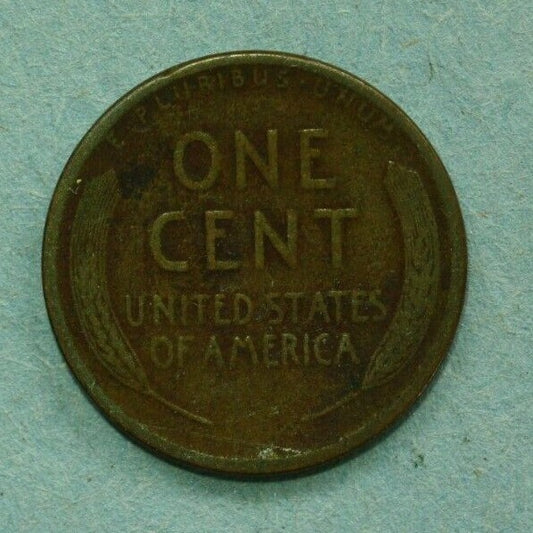 E·PLURIBUS·UNUM
ONE
CENT
UNITED STATES
OF AMERICA